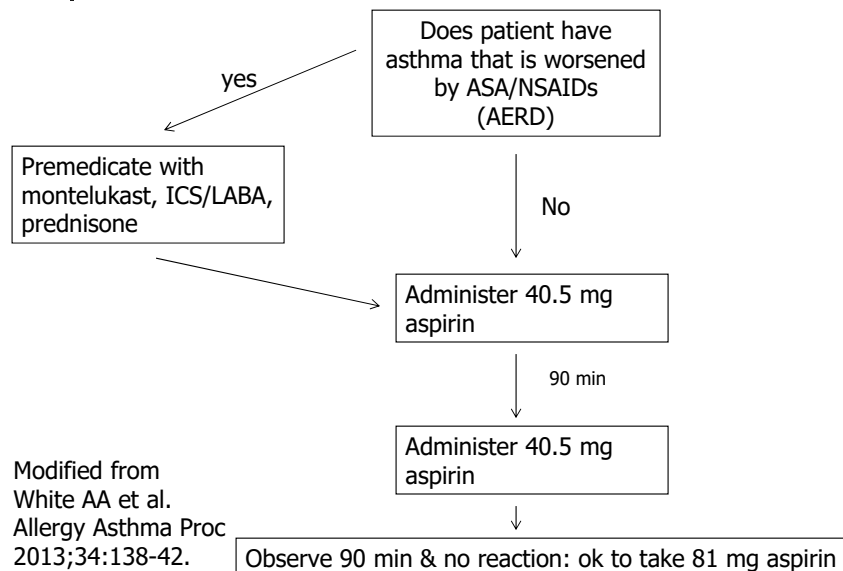 Does patient have
asthma that is worsened
by ASA/NSAIDs
(AERD)
yes
Premedicate with
montelukast, ICS/LABA,
prednisone
No
Administer 40.5 mg
aspirin
90 min
Administer 40.5 mg
aspirin
Modified from
White AA et al.
Allergy Asthma Proc
2013;34:138-42.
Observe 90 min & no reaction: ok to take 81 mg aspirin